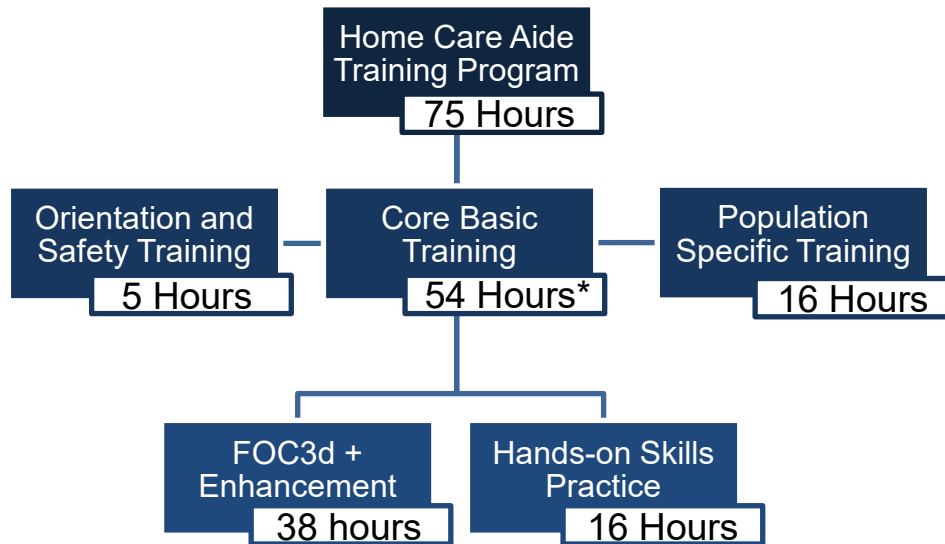 Home Care Aide
Training Program
75 Hours
Orientation and
Safety Training
5 Hours
Core Basic
Training
54 Hours*
Population
Specific Training
16 Hours
FOC3d +
Enhancement
38 hours
Hands-on Skills
Practice
16 Hours